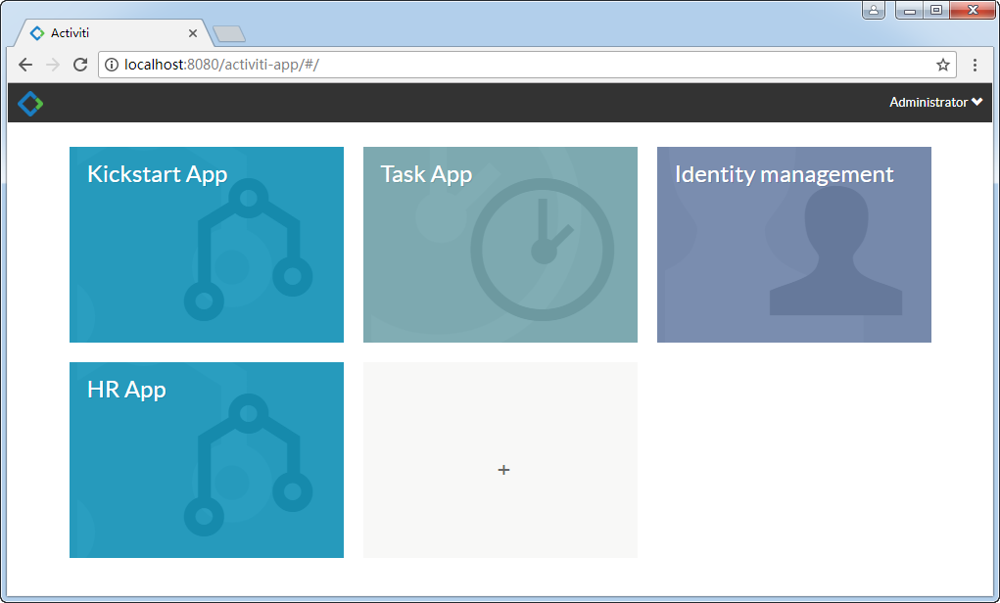 Activiti
localhost:8080/activiti-app/#/
Administrator
Kickstart App
Task App
Identity management
HR App
+